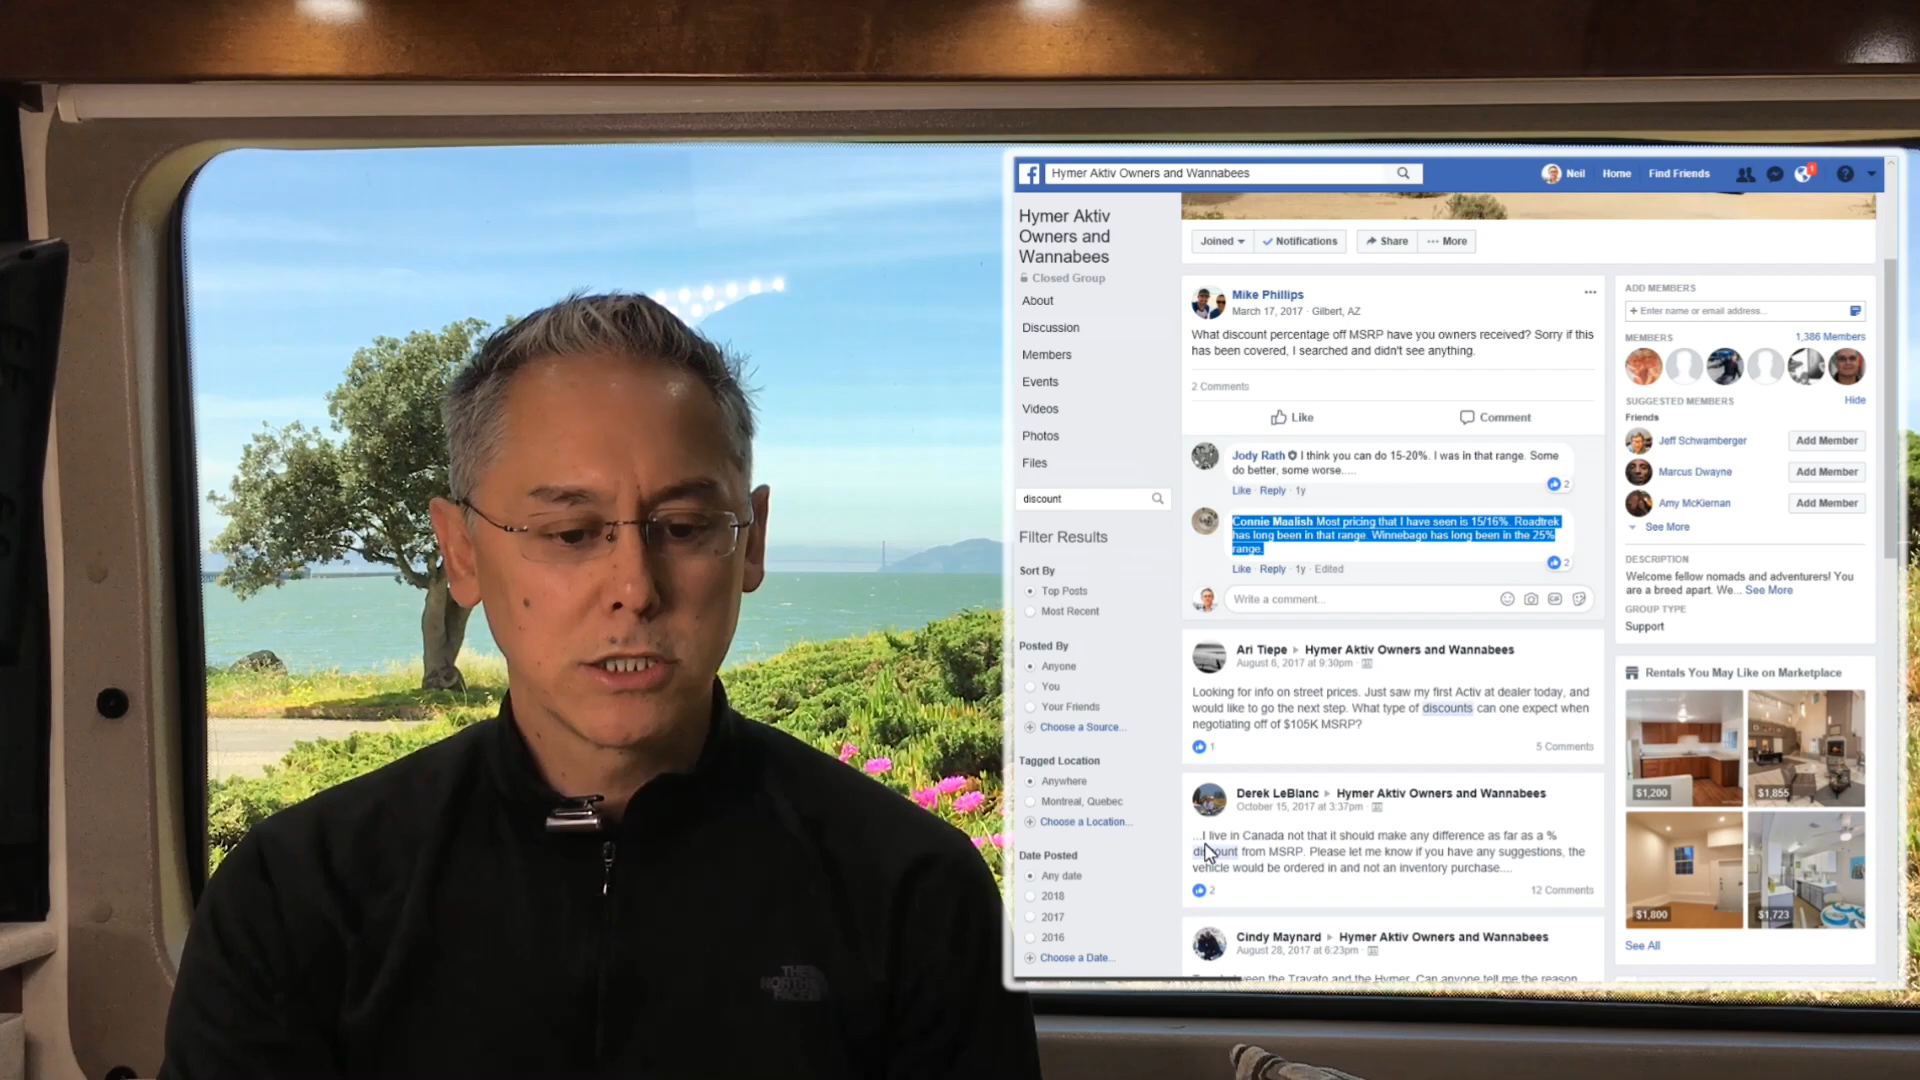 Hymer Aktiv Owners and Wannabees
Neil
Home
Find Friends
1
Hymer Aktiv
Owners and
Wannabees
Closed Group
About
Discussion
Members
Events
Videos
Photos
Files
discount
Filter Results
Sort By
Top Posts
Most Recent
Posted By
Anyone
You
Your Friends
Choose a Source...
Tagged Location
Anywhere
Montreal, Quebec
Choose a Location...
Date Posted
Any date
2018
2017
2016
Choose a Date...
Joined
Notifications
Share
More
Mike Phillips
March 17, 2017 · Gilbert, AZ
What discount percentage off MSRP have you owners received? Sorry if this
has been covered, I searched and didn't see anything.
2 Comments
Like
Comment
Jody Rath I think you can do 15-20%. I was in that range. Some
do better, some worse.....
Like · Reply · 1y
2
Connie Maalish Most pricing that I have seen is 15/16%. Roadtrek
has long been in that range. Winnebago has long been in the 25%
range.
2
Like · Reply · 1y · Edited
Write a comment...
Ari Tiepe Hymer Aktiv Owners and Wannabees
August 6, 2017 at 9:30pm
Looking for info on street prices. Just saw my first Activ at dealer today, and
would like to go the next step. What type of discounts can one expect when
negotiating off of $105K MSRP?
1
5 Comments
Derek LeBlanc Hymer Aktiv Owners and Wannabees
October 15, 2017 at 3:37pm
...I live in Canada not that it should make any difference as far as a %
discount from MSRP. Please let me know if you have any suggestions, the
vehicle would be ordered in and not an inventory purchase....
2
12 Comments
Cindy Maynard Hymer Aktiv Owners and Wannabees
August 28, 2017 at 6:23pm
the Travato and the Hymer. Can anyone tell me the reason
ADD MEMBERS
+ Enter name or email address...
MEMBERS
1,386 Members
SUGGESTED MEMBERS
Hide
Friends
Jeff Schwamberger
Add Member
Marcus Dwayne
Add Member
Amy McKiernan
Add Member
See More
DESCRIPTION
Welcome fellow nomads and adventurers! You
are a breed apart. We... See More
GROUP TYPE
Support
Rentals You May Like on Marketplace
$1,200
$1,855
$1,800
$1,723
See All
THE
NORTH
FACE